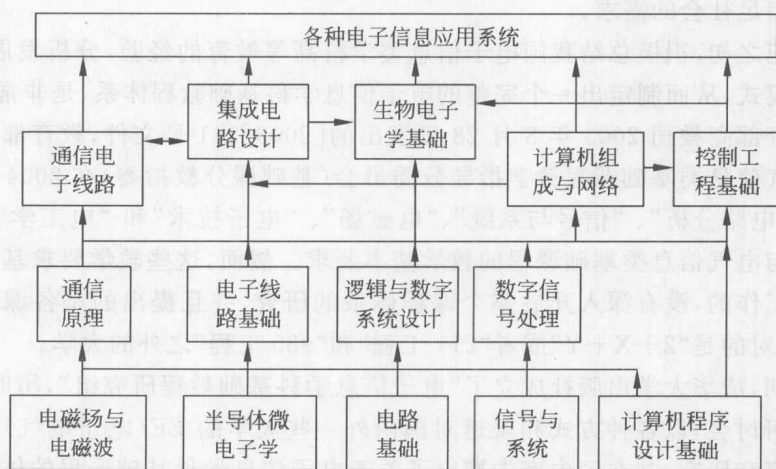 各种电子信息应用系统
集成电
路设计
生物电子
学基础
通信电
子线路
计算机组
成与网络
控制工
程基础
通信
原理
电子线
路基础
逻辑与数字
系统设计
数字信
号处理
电磁场与
电磁波
半导体微
电子学
电路
基础
信号与
系统
计算机程序
设计基础